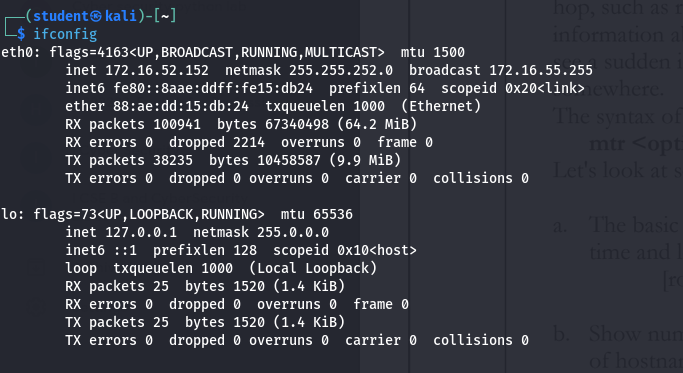 ┌──(student㉿kali)-[~]
└─$ ifconfig
eth0: flags=4163<UP,BROADCAST,RUNNING,MULTICAST>  mtu 1500
        inet 172.16.52.152  netmask 255.255.252.0  broadcast 172.16.55.255
        inet6 fe80::8aae:ddff:fe15:db24  prefixlen 64  scopeid 0x20<link>
        ether 88:ae:dd:15:db:24  txqueuelen 1000  (Ethernet)
        RX packets 100941  bytes 67340498 (64.2 MiB)
        RX errors 0  dropped 2214  overruns 0  frame 0
        TX packets 38235  bytes 10458587 (9.9 MiB)
        TX errors 0  dropped 0 overruns 0  carrier 0  collisions 0

lo: flags=73<UP,LOOPBACK,RUNNING>  mtu 65536
        inet 127.0.0.1  netmask 255.0.0.0
        inet6 ::1  prefixlen 128  scopeid 0x10<host>
        loop  txqueuelen 1000  (Local Loopback)
        RX packets 25  bytes 1520 (1.4 KiB)
        RX errors 0  dropped 0  overruns 0  frame 0
        TX packets 25  bytes 1520 (1.4 KiB)
        TX errors 0  dropped 0 overruns 0  carrier 0  collisions 0
hop, such as
information
see a sudden
The syntax of
mtr <opt
Let's look at s
a. The basic
time and
[ro
b. Show num
of hostnam